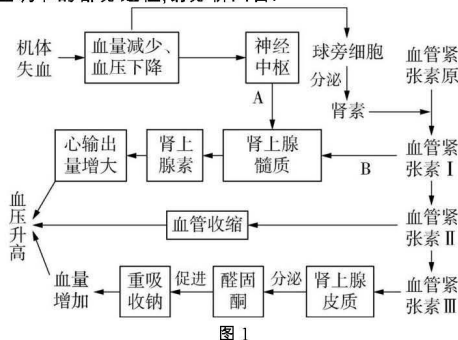 机体
失血
血量减少、
血压下降
神经
中枢
球旁细胞
分泌
肾素
血管紧
张素原
A
心输出
量增大
肾上
腺素
肾上腺
髓质
B
血管紧
张素Ⅰ
血压升高
血管收缩
血管紧
张素Ⅱ
血量
增加
重吸
收钠
促进
醛固
酮
分泌
肾上腺
皮质
血管紧
张素Ⅲ
图 1